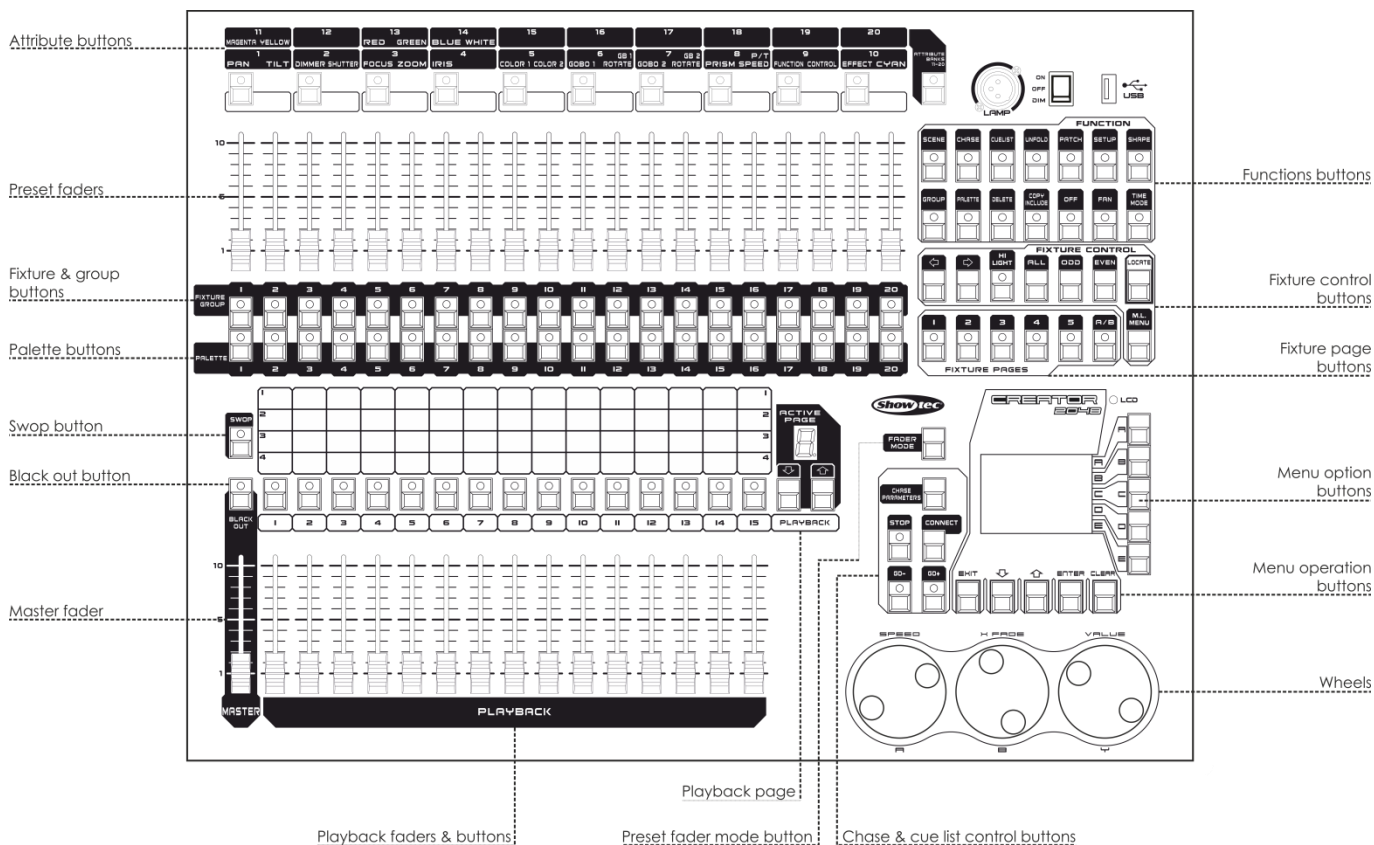 Attribute buttons
Preset faders
Fixture & group
buttons
Palette buttons
Swop button
Black out button
Master fader
11 12 13 14 15 16 17 18 19 20
MAGENTA YELLOW RED GREEN BLUE WHITE
1 2 3 4 5 6 GB 1 7 GB 2 8 P/T 9 10
PAN TILT DIMMER SHUTTER FOCUS ZOOM IRIS COLOR 1 COLOR 2 GOBO 1 ROTATE GOBO 2 ROTATE PRISM SPEED FUNCTION CONTROL EFFECT CYAN
ATTRIBUTE
BANKS
11-20
LAMP
ON
OFF
DIM
USB
10
5
1
FUNCTION
SCENE CHASE CUELIST UNFOLD PATCH SETUP SHAPE
GROUP PALETTE DELETE COPY INCLUDE OFF FAN TIME MODE
FIXTURE CONTROL
HI LIGHT ALL ODD EVEN LOCATE
1 2 3 4 5 A/B M.L. MENU
FIXTURE PAGES
1 2 3 4 5 6 7 8 9 10 11 12 13 14 15 16 17 18 19 20
FIXTURE
GROUP
PALETTE
1 2 3 4 5 6 7 8 9 10 11 12 13 14 15 16 17 18 19 20
SWOP
1 1
2 2
3 3
4 4
ACTIVE
PAGE
BLACK
OUT
1 2 3 4 5 6 7 8 9 10 11 12 13 14 15 PLAYBACK
10
5
1
MASTER
PLAYBACK
Showtec
CREATOR
2048
LCD
FADER
MODE
CHASE
PARAMETERS
STOP CONNECT
GO- GO+
EXIT ENTER CLEAR
A A
B B
C C
D D
E E
SPEED X FADE VALUE
A B Y
Functions buttons
Fixture control
buttons
Fixture page
buttons
Menu option
buttons
Menu operation
buttons
Wheels
Playback page
Playback faders & buttons
Preset fader mode button
Chase & cue list control buttons